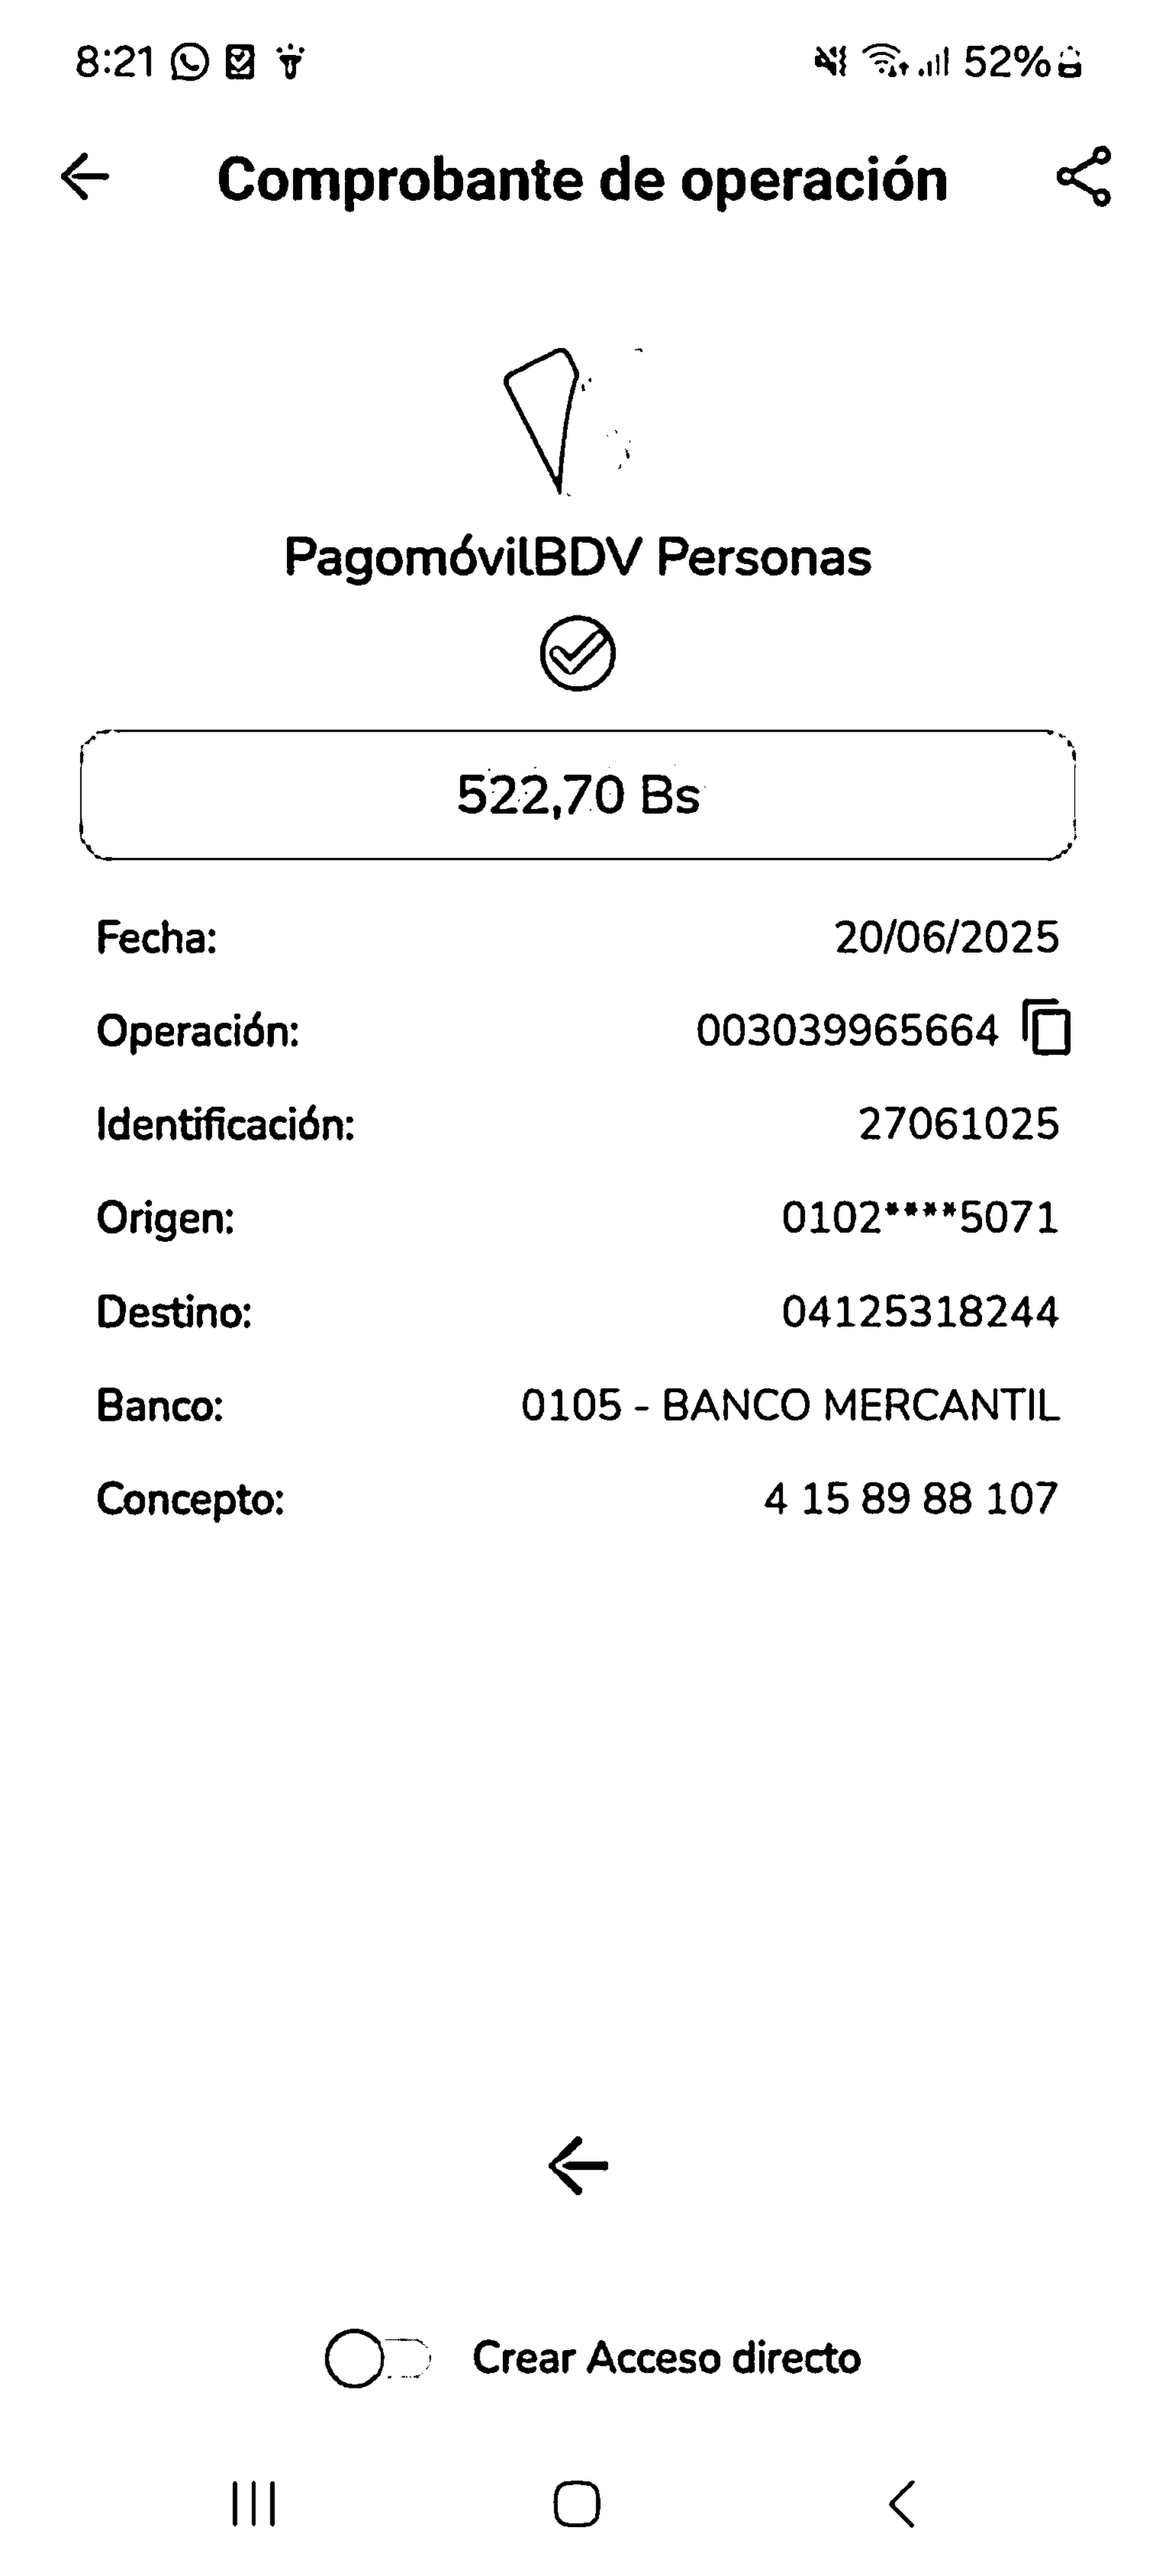 8:21 52%
Comprobante de operación
PagomóvilBDV Personas
522,70 Bs
Fecha: 20/06/2025
Operación: 003039965664
Identificación: 27061025
Origen: 0102****5071
Destino: 04125318244
Banco: 0105 - BANCO MERCANTIL
Concepto: 4 15 89 88 107
Crear Acceso directo